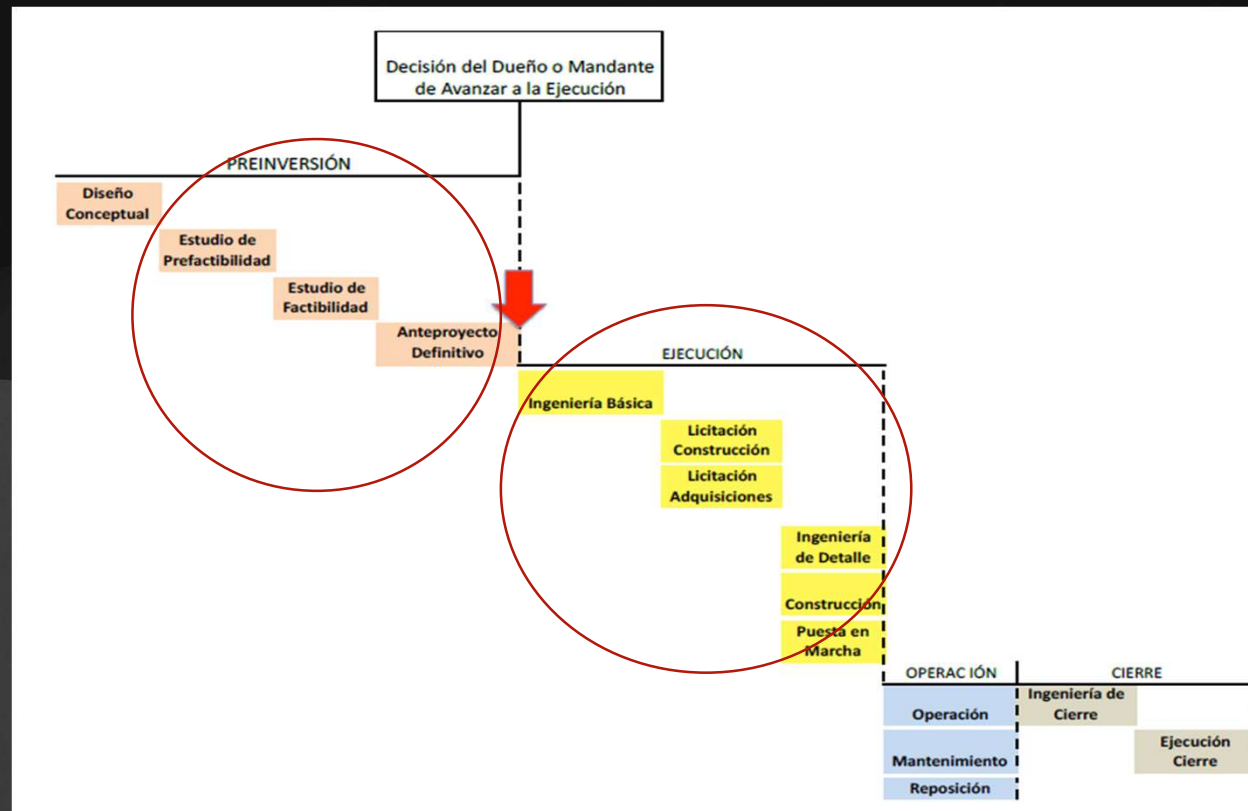 Decisión del Dueño o Mandante
de Avanzar a la Ejecución
PREINVERSIÓN
Diseño
Conceptual
Estudio de
Prefactibilidad
Estudio de
Factibilidad
Anteproyecto
Definitivo
EJECUCIÓN
Ingeniería Básica
Licitación
Construcción
Licitación
Adquisiciones
Ingeniería
de Detalle
Construcción
Puesta en
Marcha
OPERAC IÓN
CIERRE
Operación
Ingeniería de
Cierre
Mantenimiento
Ejecución
Cierre
Reposición